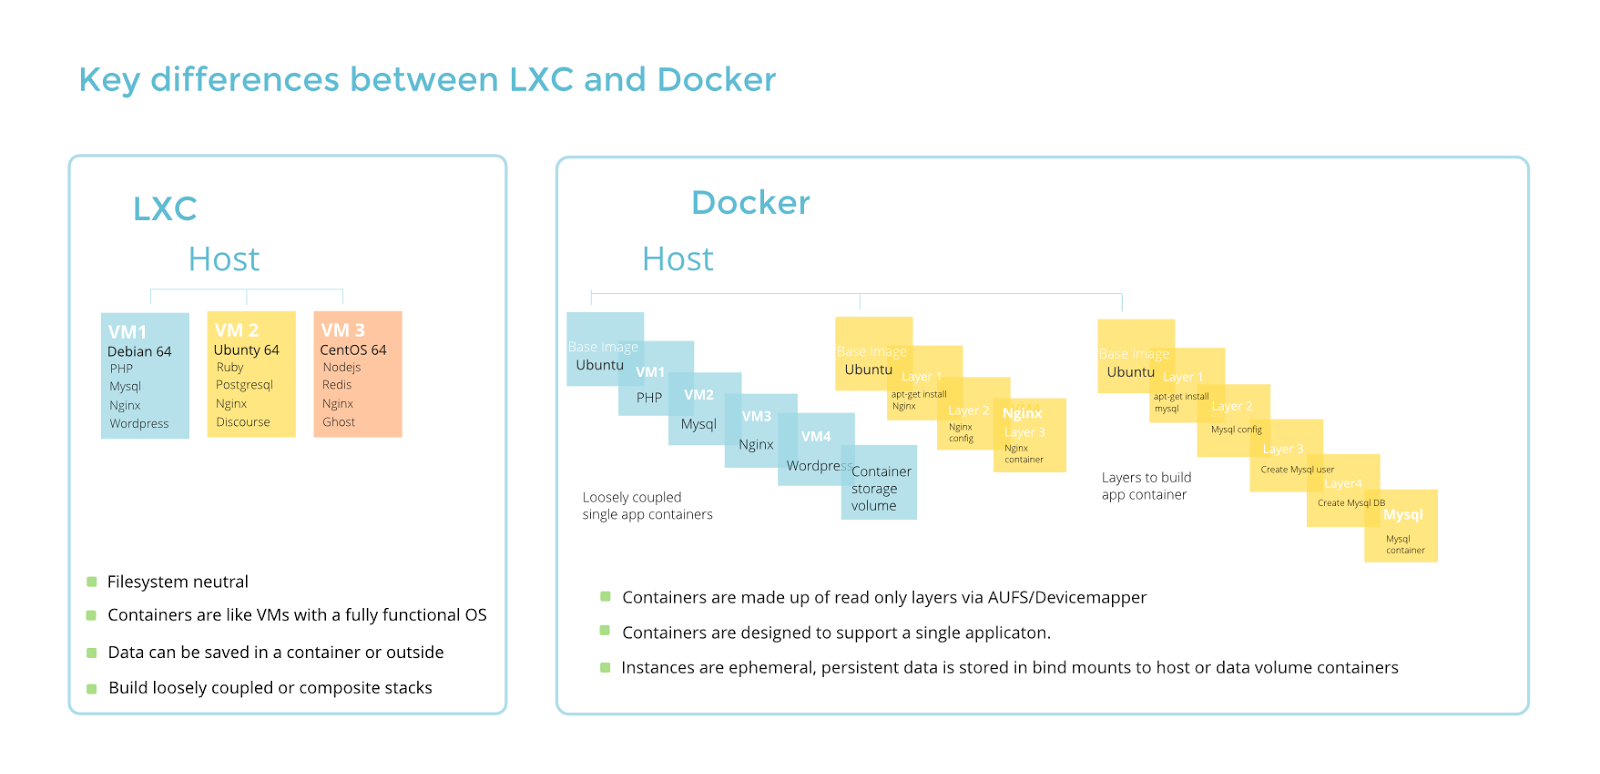 Key differences between LXC and Docker
LXC
Host
VM1
Debian 64
PHP
Mysql
Nginx
Wordpress
VM 2
Ubunty 64
Ruby
Postgresql
Nginx
Discourse
VM 3
CentOS 64
Nodejs
Redis
Nginx
Ghost
Filesystem neutral
Containers are like VMs with a fully functional OS
Data can be saved in a container or outside
Build loosely coupled or composite stacks
Docker
Host
Base Image
Ubuntu
VM1
PHP
VM2
Mysql
VM3
Nginx
VM4
Wordpress
Container
storage
volume
Loosely coupled
single app containers
Base Image
Ubuntu
Layer 1
apt-get install
Nginx
Layer 2
Nginx
config
Nginx
Layer 3
Nginx
container
Base Image
Ubuntu
Layer 1
apt-get install
mysql
Layer 2
Mysql config
Layer 3
Create Mysql user
Layer4
Create Mysql DB
Mysql
Mysql
container
Layers to build
app container
Containers are made up of read only layers via AUFS/Devicemapper
Containers are designed to support a single applicaton.
Instances are ephemeral, persistent data is stored in bind mounts to host or data volume containers